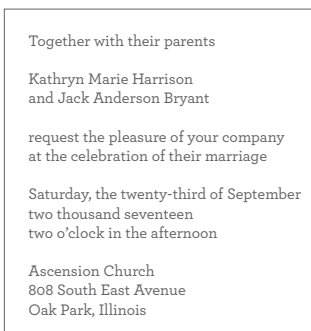 Together with their parents
Kathryn Marie Harrison
and Jack Anderson Bryant
request the pleasure of your company
at the celebration of their marriage
Saturday, the twenty-third of September
two thousand seventeen
two o'clock in the afternoon
Ascension Church
808 South East Avenue
Oak Park, Illinois